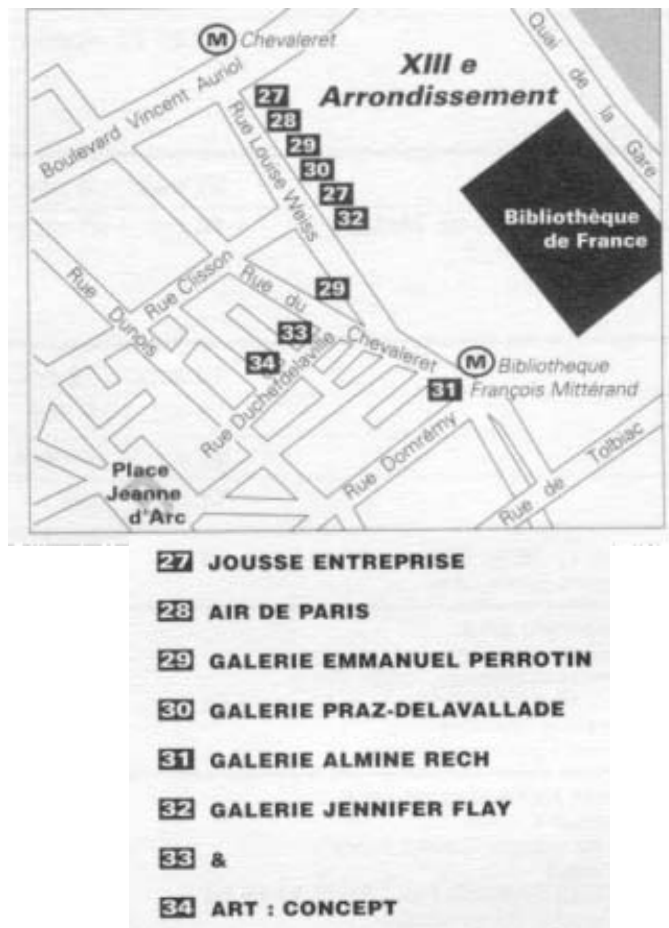 M Chevaleret
XIII e
Arrondissement
Quai de la Gare
Boulevard Vincent Auriol
27
28
29
30
27
32
Rue Louise Weiss
Bibliothèque
de France
Rue Clisson
Rue Dunois
29
Rue du Chevaleret
33
34
Rue Duchefdelaville
M Bibliotheque
31 François Mittérand
Rue Domrémy
Rue de Tolbiac
Place
Jeanne
d'Arc
27 JOUSSE ENTREPRISE
28 AIR DE PARIS
29 GALERIE EMMANUEL PERROTIN
30 GALERIE PRAZ-DELAVALLADE
31 GALERIE ALMINE RECH
32 GALERIE JENNIFER FLAY
33 &
34 ART : CONCEPT